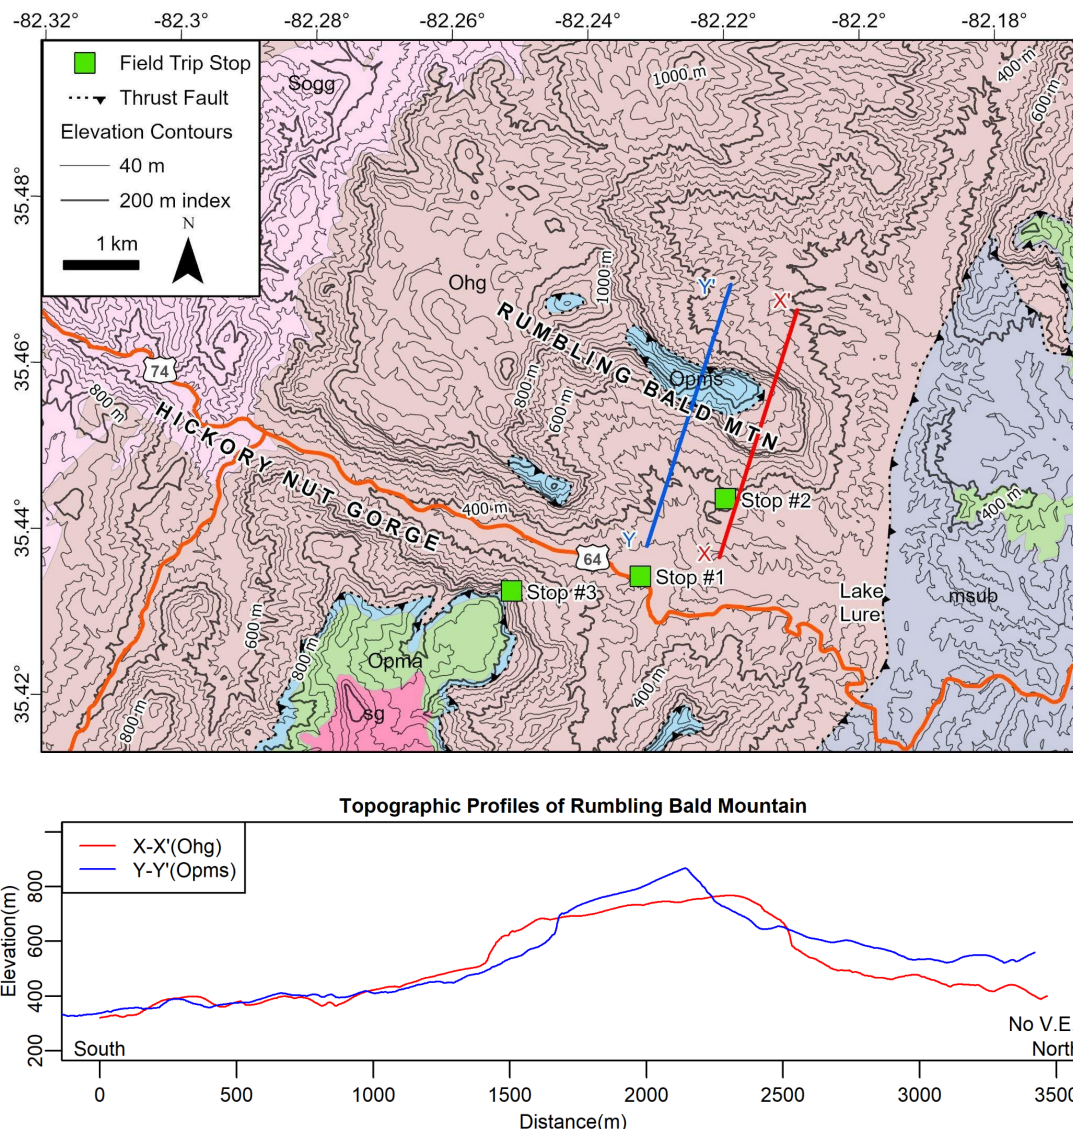 -82.32°
-82.3°
-82.28°
-82.26°
-82.24°
-82.22°
-82.2°
-82.18°
Field Trip Stop
Thrust Fault
Elevation Contours
40 m
200 m index
N
1 km
Sogg
1000 m
400 m
600 m
35.48°
35.46°
35.44°
35.42°
Ohg
1000 m
Y'
X'
RUMBLING BALD MTN
Opms
74
800 m
800 m
600 m
HICKORY NUT GORGE
400 m
Stop #2
400 m
Y
X
64
Stop #1
Stop #3
Lake
Lure
msub
600 m
800 m
Opma
400 m
sg
800 m
Topographic Profiles of Rumbling Bald Mountain
X-X'(Ohg)
Y-Y'(Opms)
Elevation(m)
800
600
400
200
No V.E.
South
North
0
500
1000
1500
2000
2500
3000
3500
Distance(m)